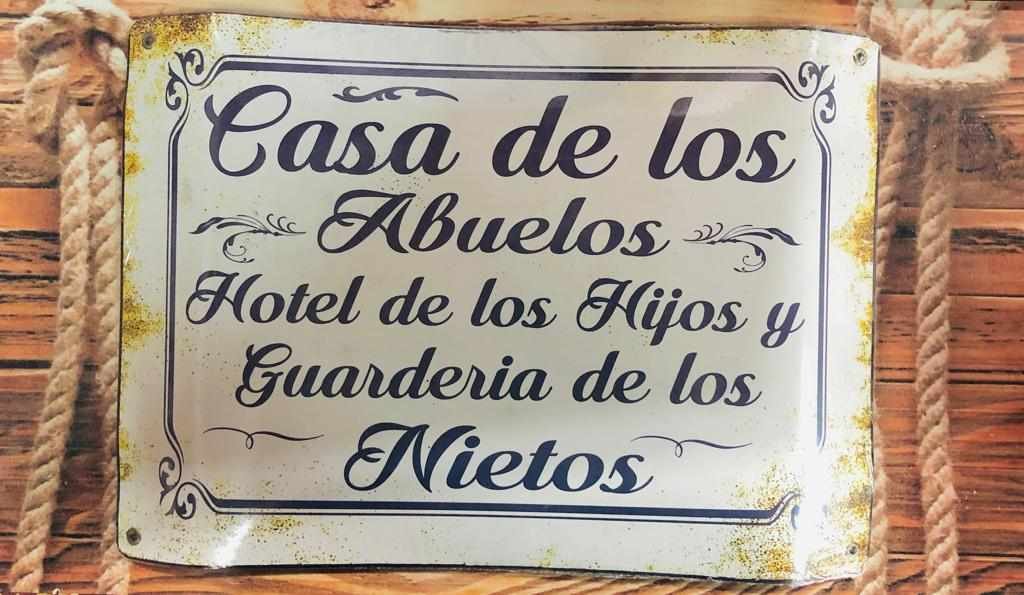 Casa de los
Abuelos
Hotel de los Hijos y
Guarderia de los
Nietos